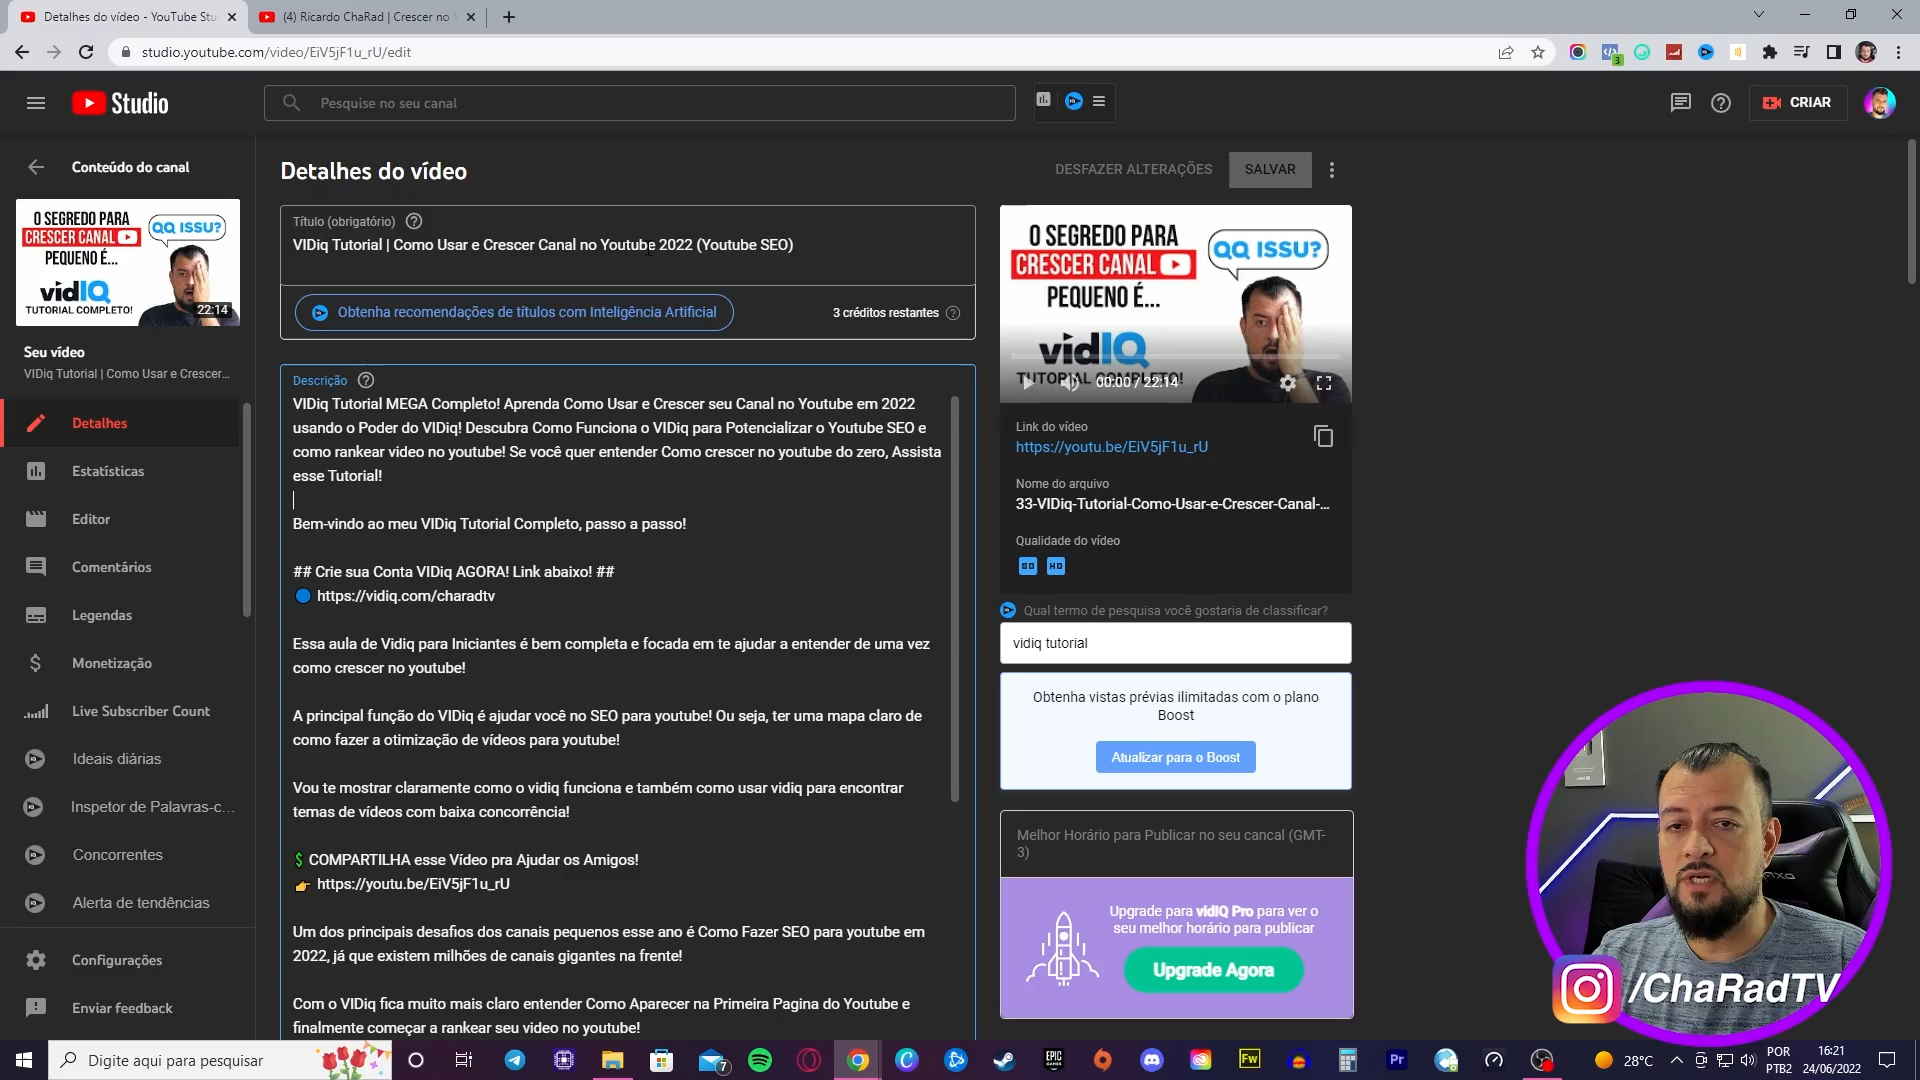 Detalhes do vídeo - YouTube Stu
(4) Ricardo ChaRad | Crescer no Y
studio.youtube.com/video/EiV5jF1u_rU/edit
3
Studio
Pesquise no seu canal
CRIAR
Conteúdo do canal
O SEGREDO PARA
CRESCER CANAL
PEQUENO É...
QQ ISSU?
vidIQ
TUTORIAL COMPLETO!
22:14
Seu vídeo
VIDiq Tutorial | Como Usar e Crescer...
Detalhes
Estatísticas
Editor
Comentários
Legendas
Monetização
Live Subscriber Count
Ideais diárias
Inspetor de Palavras-c...
Concorrentes
Alerta de tendências
Configurações
Enviar feedback
Detalhes do vídeo
DESFAZER ALTERAÇÕES
SALVAR
Título (obrigatório)
VIDiq Tutorial | Como Usar e Crescer Canal no Youtube 2022 (Youtube SEO)
Obtenha recomendações de títulos com Inteligência Artificial
3 créditos restantes
Descrição
VIDiq Tutorial MEGA Completo! Aprenda Como Usar e Crescer seu Canal no Youtube em 2022
usando o Poder do VIDiq! Descubra Como Funciona o VIDiq para Potencializar o Youtube SEO e
como rankear video no youtube! Se você quer entender Como crescer no youtube do zero, Assista
esse Tutorial!
Bem-vindo ao meu VIDiq Tutorial Completo, passo a passo!
## Crie sua Conta VIDiq AGORA! Link abaixo! ##
🔵 https://vidiq.com/charadtv
Essa aula de Vidiq para Iniciantes é bem completa e focada em te ajudar a entender de uma vez
como crescer no youtube!
A principal função do VIDiq é ajudar você no SEO para youtube! Ou seja, ter uma mapa claro de
como fazer a otimização de vídeos para youtube!
Vou te mostrar claramente como o vidiq funciona e também como usar vidiq para encontrar
temas de vídeos com baixa concorrência!
💲 COMPARTILHA esse Vídeo pra Ajudar os Amigos!
👉 https://youtu.be/EiV5jF1u_rU
Um dos principais desafios dos canais pequenos esse ano é Como Fazer SEO para youtube em
2022, já que existem milhões de canais gigantes na frente!
Com o VIDiq fica muito mais claro entender Como Aparecer na Primeira Pagina do Youtube e
finalmente começar a rankear seu video no youtube!
O SEGREDO PARA
CRESCER CANAL
PEQUENO É...
QQ ISSU?
vidIQ
TUTORIAL COMPLETO!
00:00 / 22:14
Link do vídeo
https://youtu.be/EiV5jF1u_rU
Nome do arquivo
33-VIDiq-Tutorial-Como-Usar-e-Crescer-Canal-...
Qualidade do vídeo
SD HD
Qual termo de pesquisa você gostaria de classificar?
vidiq tutorial
Obtenha vistas prévias ilimitadas com o plano
Boost
Atualizar para o Boost
Melhor Horário para Publicar no seu cancal (GMT-
3)
Upgrade para vidIQ Pro para ver o
seu melhor horário para publicar
Upgrade Agora
/ChaRadTV
Digite aqui para pesquisar
7
EPIC GAMES
Fw
Pr
28°C
POR
PTB2
16:21
24/06/2022